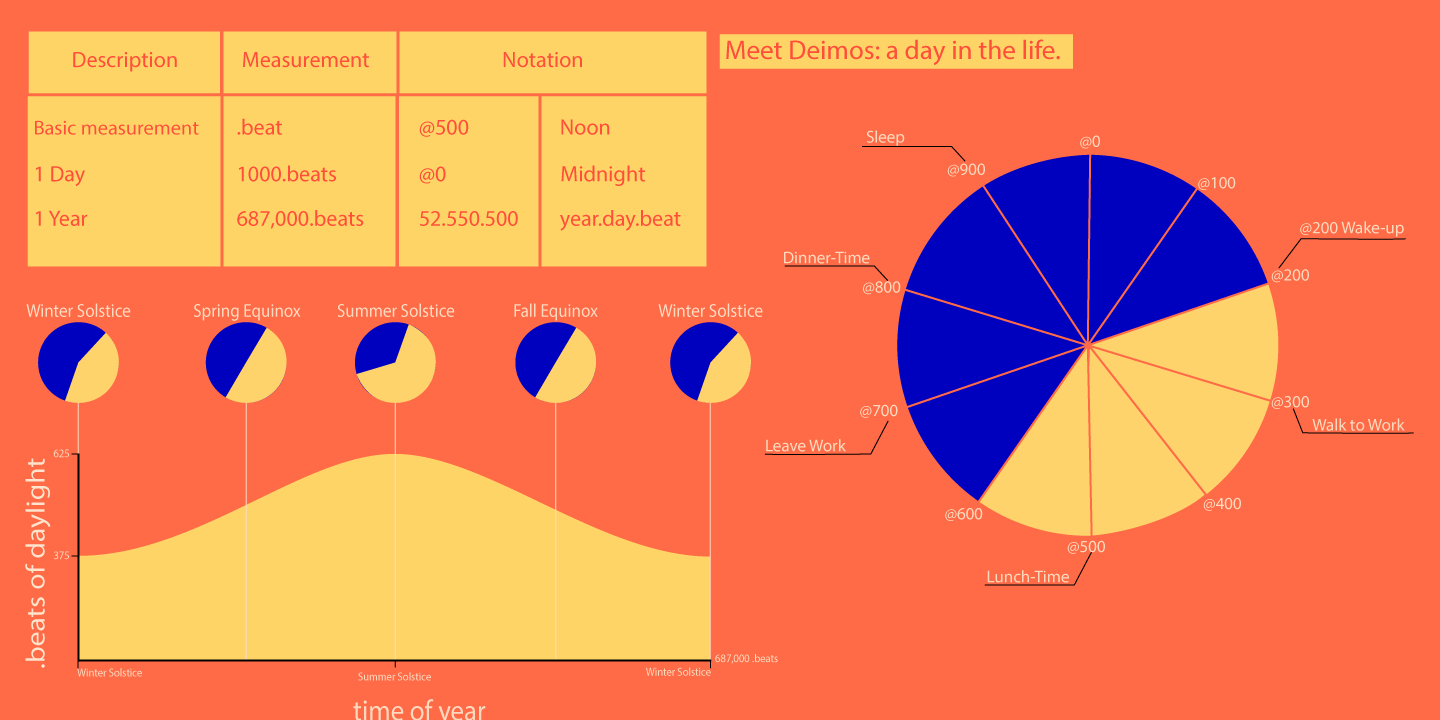 Description Measurement Notation
Basic measurement .beat @500 Noon
1 Day 1000.beats @0 Midnight
1 Year 687,000.beats 52.550.500 year.day.beat
Winter Solstice Spring Equinox Summer Solstice Fall Equinox Winter Solstice
625
375
.beats of daylight
687,000 .beats
Winter Solstice Summer Solstice Winter Solstice
time of year
Meet Deimos: a day in the life.
@0
@100
@200 Wake-up
@200
@300
Walk to Work
@400
@500
Lunch-Time
@600
@700
Leave Work
@800
Dinner-Time
@900
Sleep